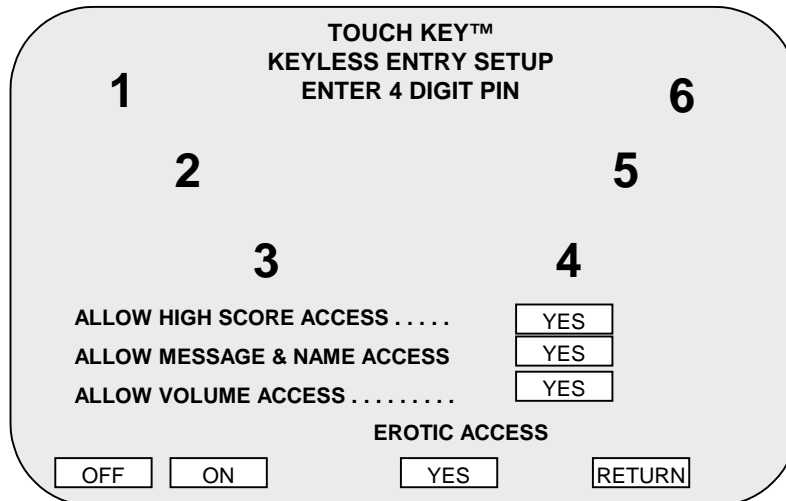 TOUCH KEY™
KEYLESS ENTRY SETUP
ENTER 4 DIGIT PIN
1 6
2 5
3 4
ALLOW HIGH SCORE ACCESS . . . . . YES
ALLOW MESSAGE & NAME ACCESS YES
ALLOW VOLUME ACCESS . . . . . . . . . YES
EROTIC ACCESS
OFF ON YES RETURN